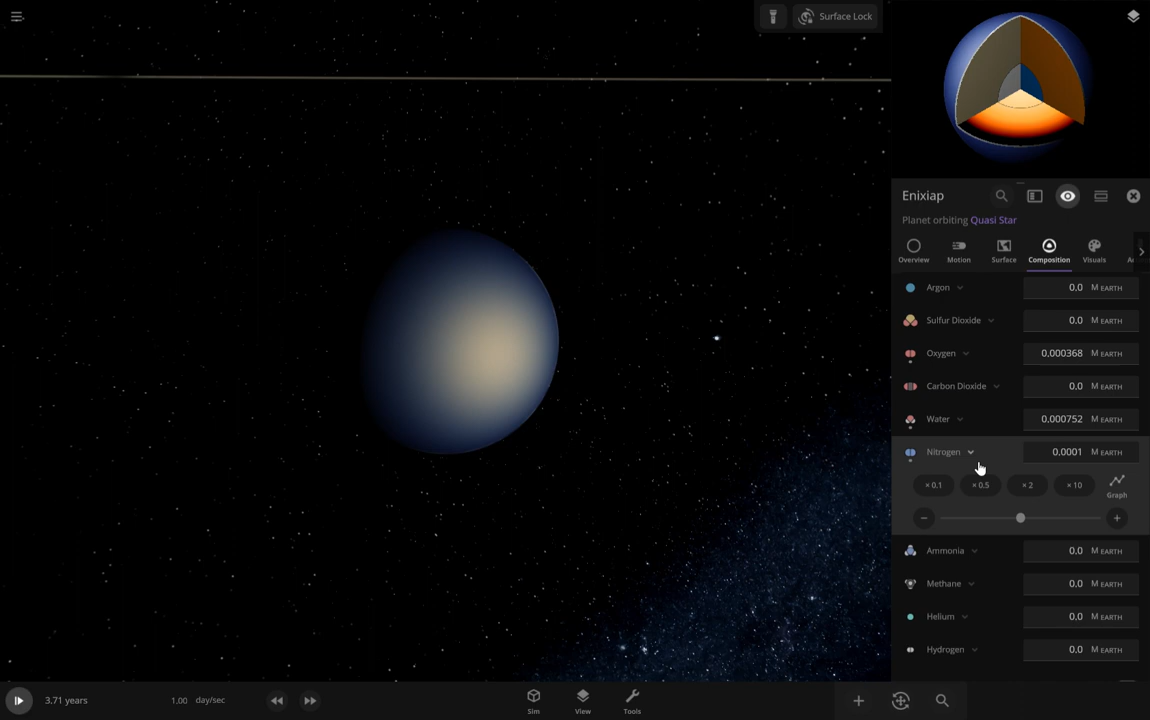 Surface Lock
Enixiap
Planet orbiting Quasi Star
Overview Motion Surface Composition Visuals
Argon 0.0 M EARTH
Sulfur Dioxide 0.0 M EARTH
Oxygen 0,000368 M EARTH
Carbon Dioxide 0.0 M EARTH
Water 0.000752 M EARTH
Nitrogen 0.0001 M EARTH
× 0.1 × 0.5 × 2 × 10 Graph
Ammonia 0.0 M EARTH
Methane 0.0 M EARTH
Helium 0,0 M EARTH
Hydrogen 0.0 M EARTH
3.71 years 1.00 day/sec Sim View Tools